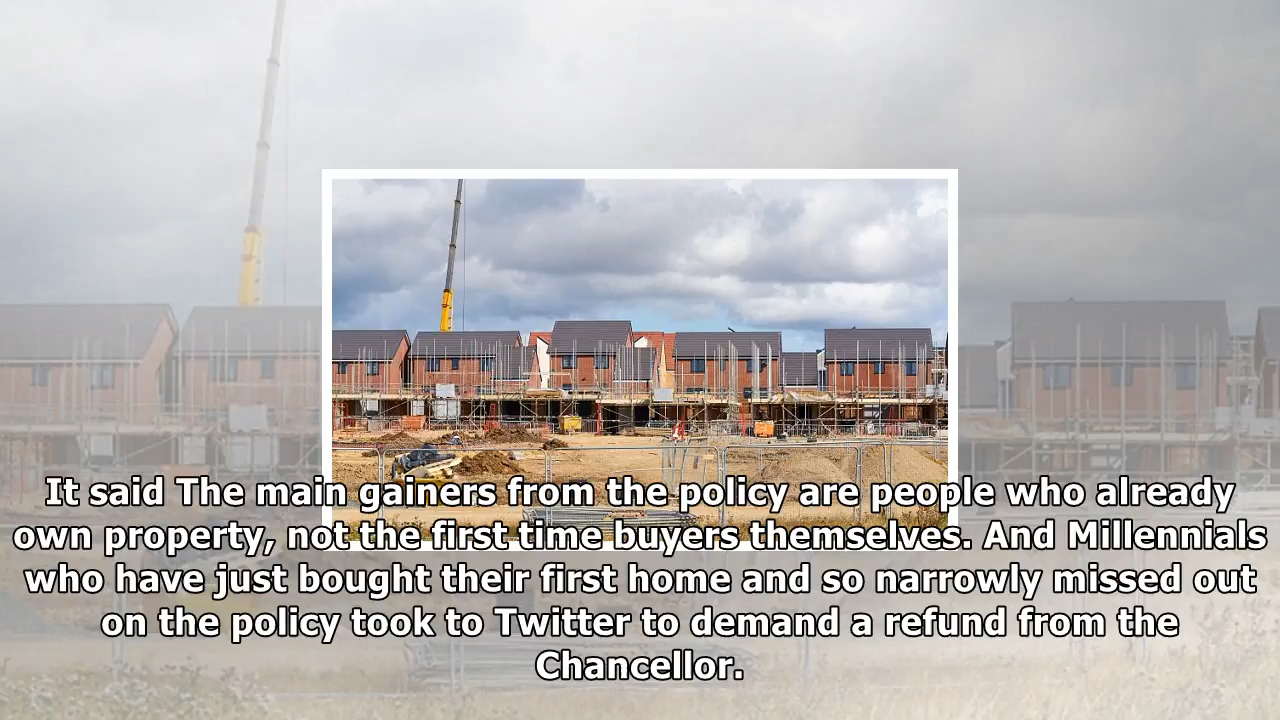 It said The main gainers from the policy are people who already
own property, not the first time buyers themselves. And Millennials
who have just bought their first home and so narrowly missed out
on the policy took to Twitter to demand a refund from the
Chancellor.